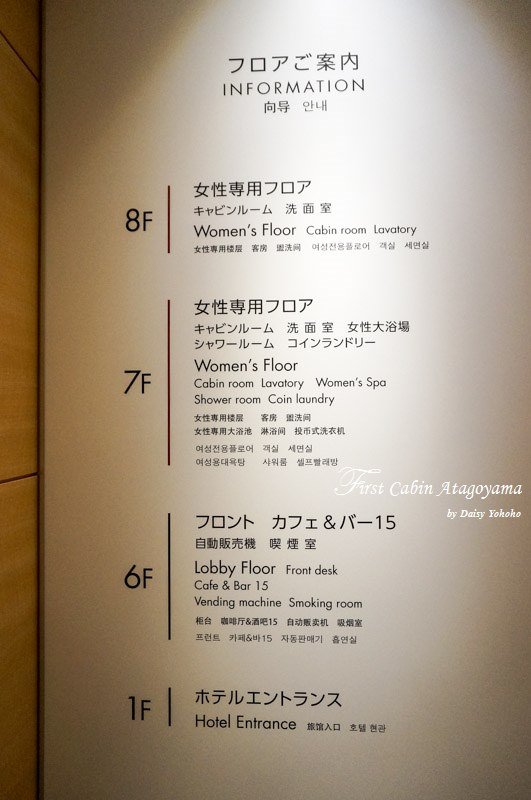 フロアご案内
INFORMATION
向导 안내
8F
女性専用フロア
キャビンルーム 洗面室
Women's Floor Cabin room Lavatory
女性专用楼层 客房 盥洗间 여성전용플로어 객실 세면실
7F
女性専用フロア
キャビンルーム 洗面室 女性大浴場
シャワールーム コインランドリー
Women's Floor
Cabin room Lavatory Women's Spa
Shower room Coin laundry
女性专用楼层 客房 盥洗间
女性专用大浴池 淋浴间 投币式洗衣机
여성전용플로어 객실 세면실
여성용대욕탕 샤워룸 셀프빨래방
First Cabin Atagoyama
by Daisy Yohoho
6F
フロント カフェ&バー15
自動販売機 喫煙室
Lobby Floor Front desk
Cafe & Bar 15
Vending machine Smoking room
柜台 咖啡厅&酒吧15 自动贩卖机 吸烟室
프런트 카페&바15 자동판매기 흡연실
1F
ホテルエントランス
Hotel Entrance 旅馆入口 호텔 현관